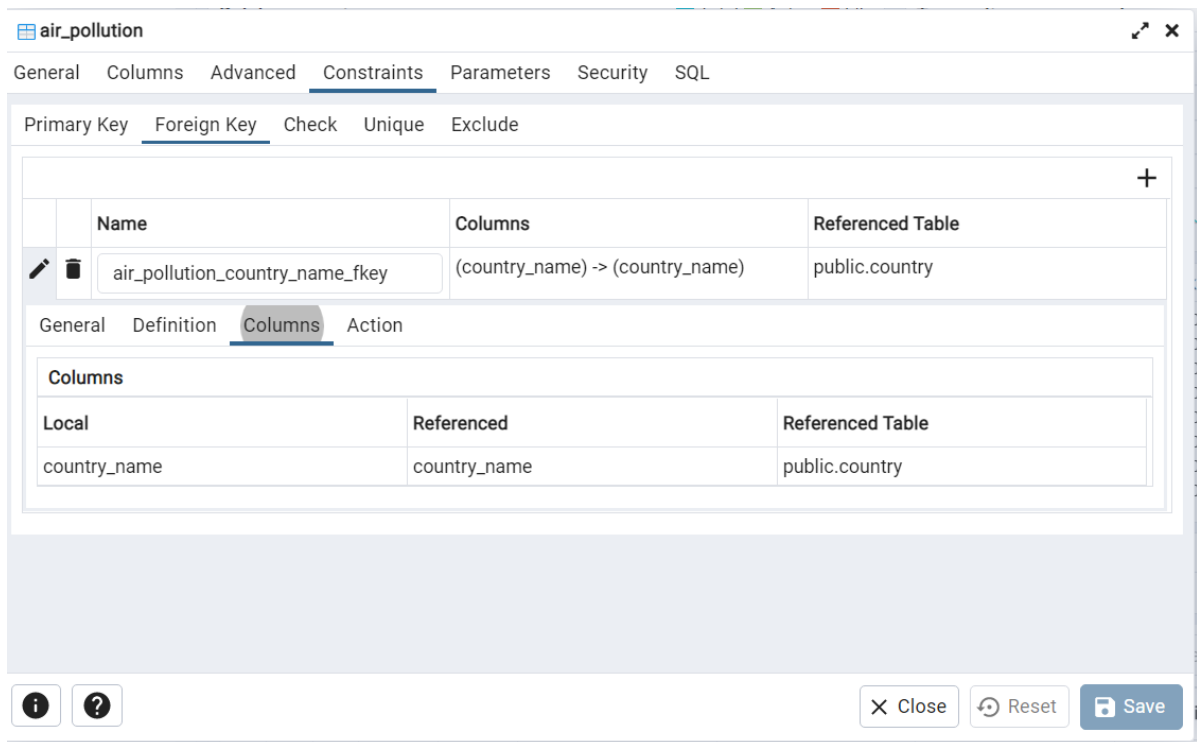 air_pollution
General Columns Advanced Constraints Parameters Security SQL
Primary Key Foreign Key Check Unique Exclude
Name Columns Referenced Table
air_pollution_country_name_fkey (country_name) -> (country_name) public.country
General Definition Columns Action
Columns
Local Referenced Referenced Table
country_name country_name public.country
Close Reset Save